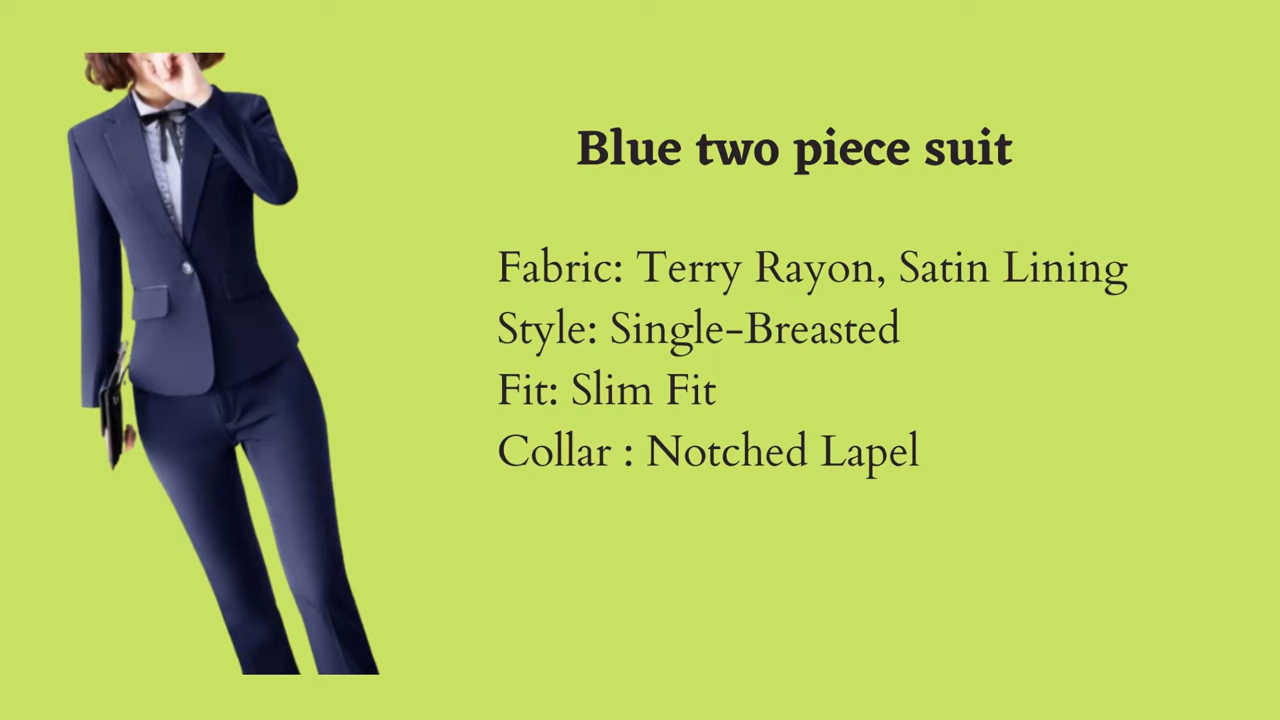 Blue two piece suit
Fabric: Terry Rayon, Satin Lining
Style: Single-Breasted
Fit: Slim Fit
Collar : Notched Lapel